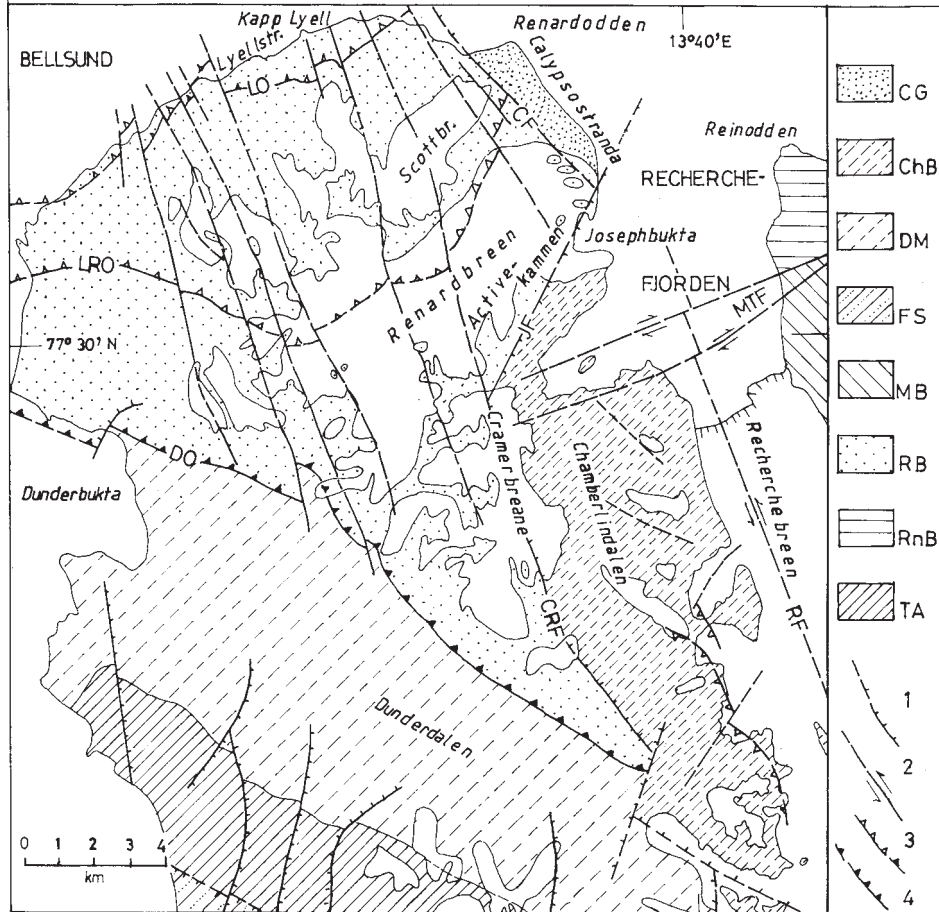 Kapp Lyell
Renardodden
BELLSUND
Lyellstr.
13°40'E
LO
Calypsostranda
CF
Scottbr.
Reinodden
RECHERCHE-
FJORDEN
Josephbukta
LRO
Renardbreen
Active-
kammen
JF
MTF
77° 30' N
DO
Dunderbukta
Cramerbreane
Chamberlindalen
Recherchebreen
CRF
RF
Dunderdalen
0 1 2 3 4
km
CG
ChB
DM
FS
MB
RB
RnB
TA
1
2
3
4